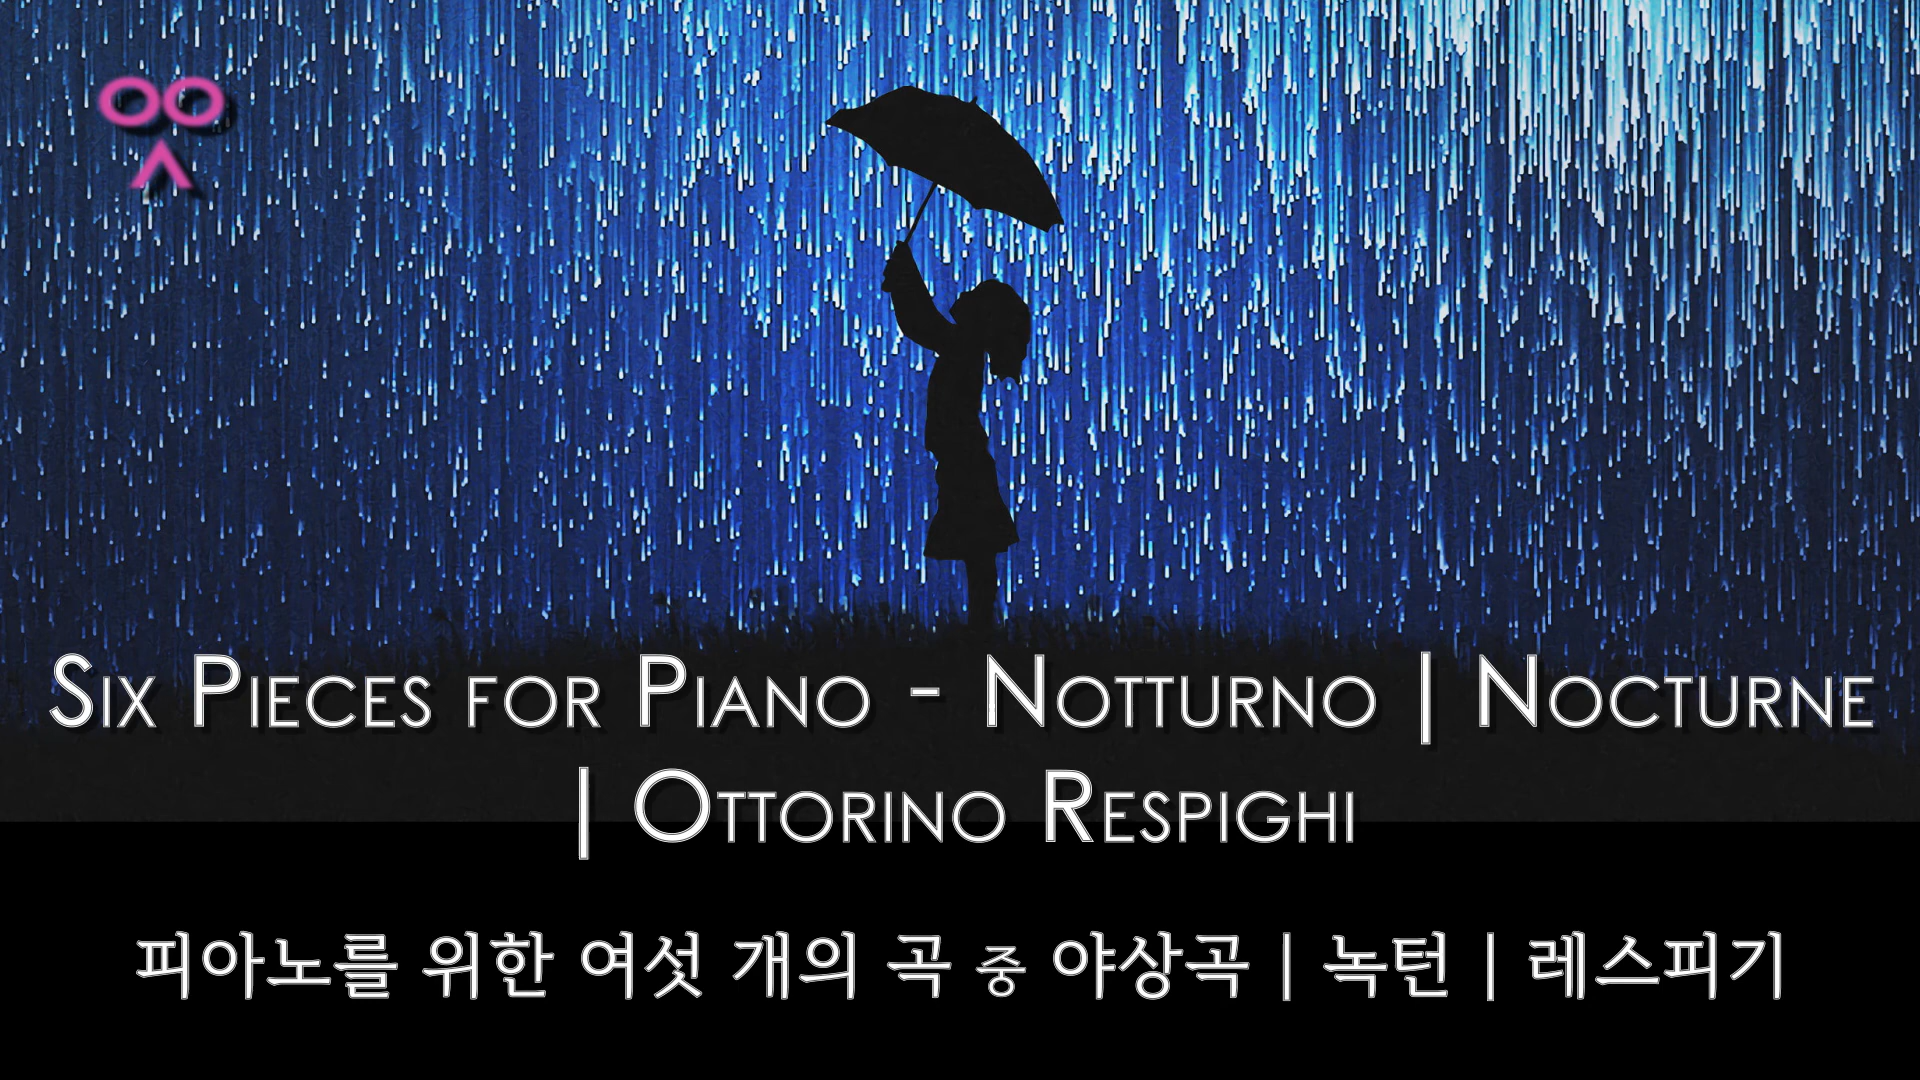 Six Pieces for Piano - Notturno | Nocturne
| Ottorino Respighi
피아노를 위한 여섯 개의 곡 중 야상곡 | 녹턴 | 레스피기